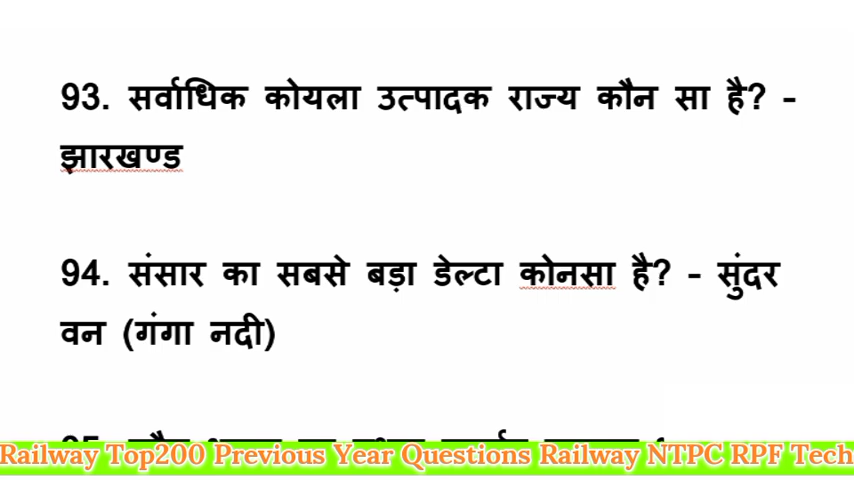 93. सर्वाधिक कोयला उत्पादक राज्य कौन सा है? -
झारखण्ड
94. संसार का सबसे बड़ा डेल्टा कोनसा है? - सुंदर
वन (गंगा नदी)
Railway Top200 Previous Year Questions Railway NTPC RPF Tech